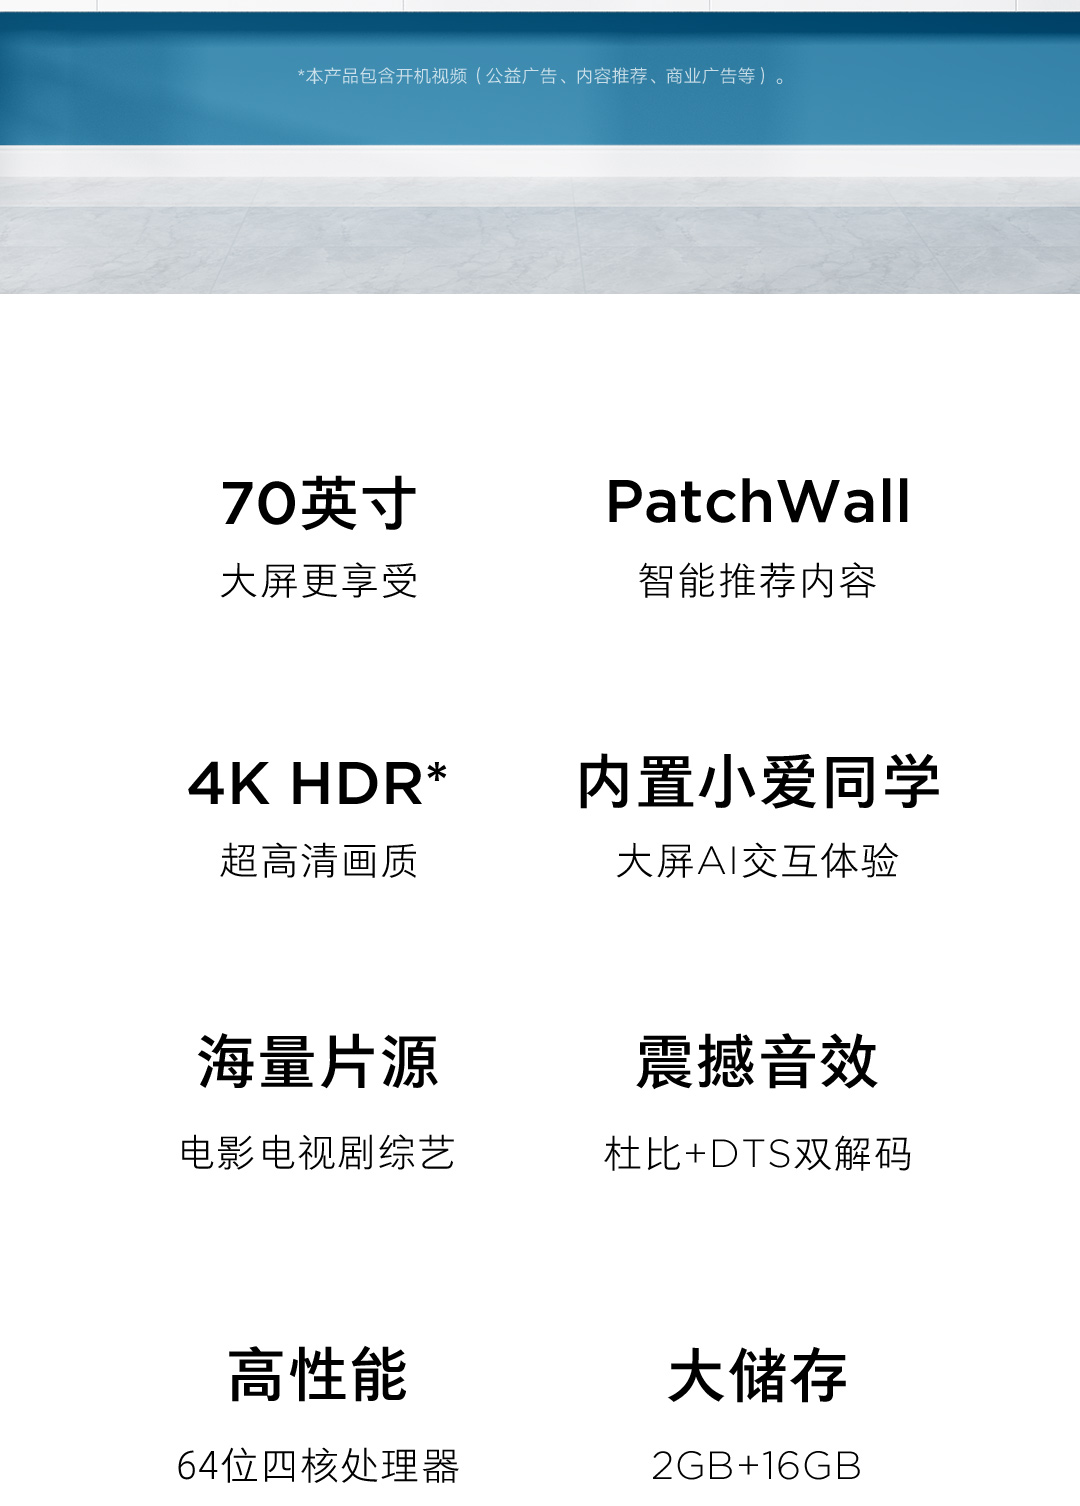 *本产品包含开机视频（公益广告、内容推荐、商业广告等）。
70英寸
大屏更享受
PatchWall
智能推荐内容
4K HDR*
超高清画质
内置小爱同学
大屏AI交互体验
海量片源
电影电视剧综艺
震撼音效
杜比+DTS双解码
高性能
64位四核处理器
大储存
2GB+16GB